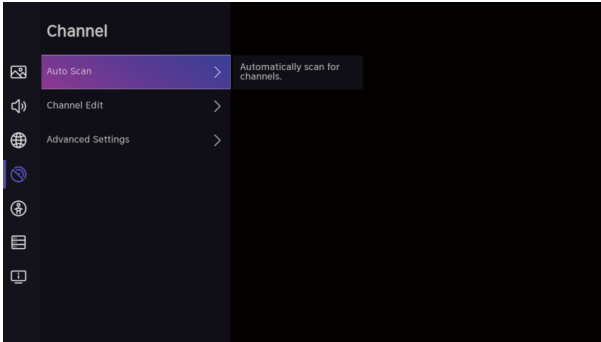 Channel
Auto Scan
Automatically scan for
channels.
Channel Edit
Advanced Settings